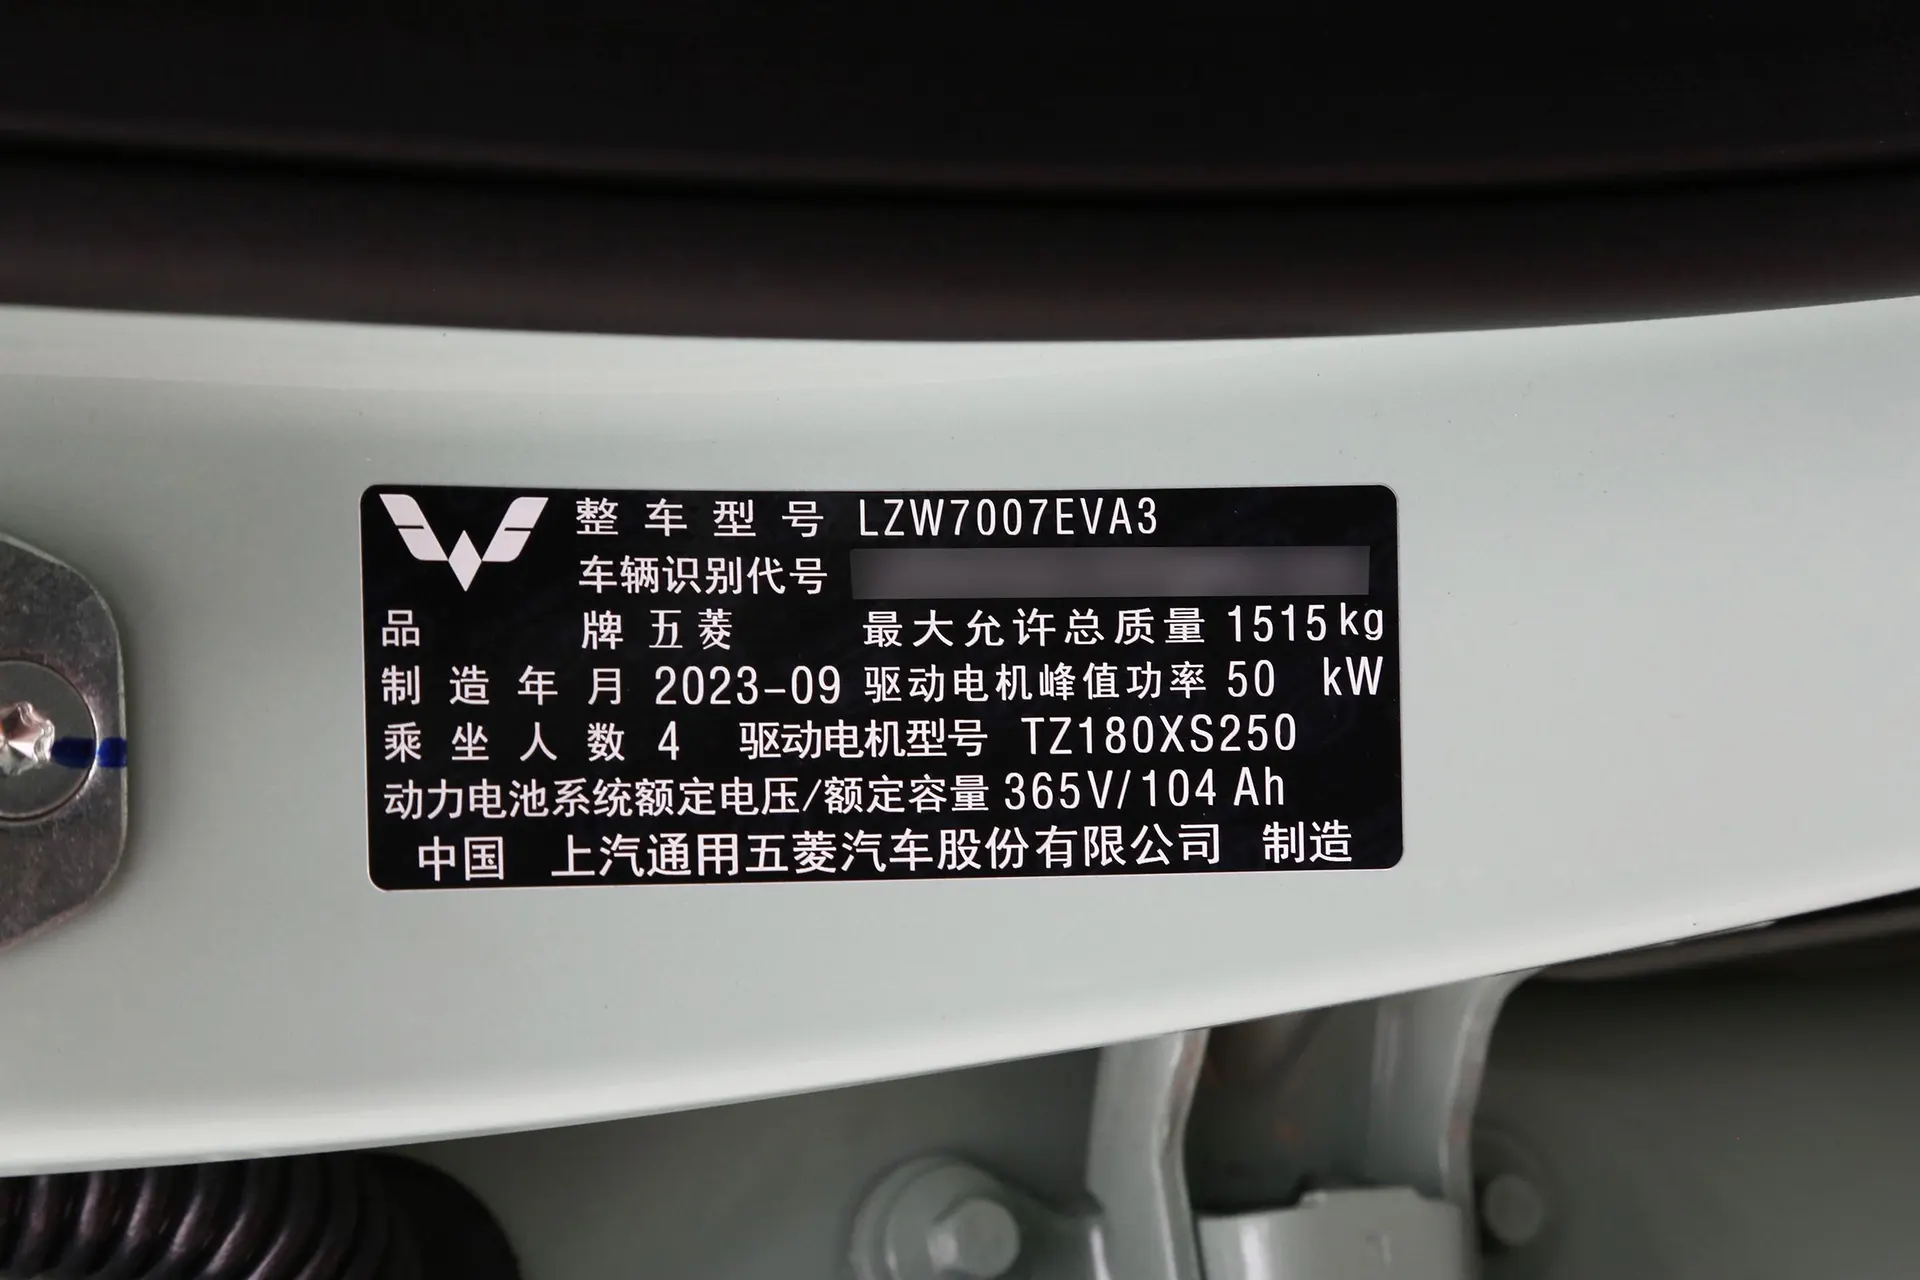 整车型号 LZW7007EVA3
车辆识别代号
品牌 五菱 最大允许总质量 1515kg
制造年月 2023-09 驱动电机峰值功率 50 kW
乘坐人数 4 驱动电机型号 TZ180XS250
动力电池系统额定电压/额定容量 365V/104 Ah
中国 上汽通用五菱汽车股份有限公司 制造